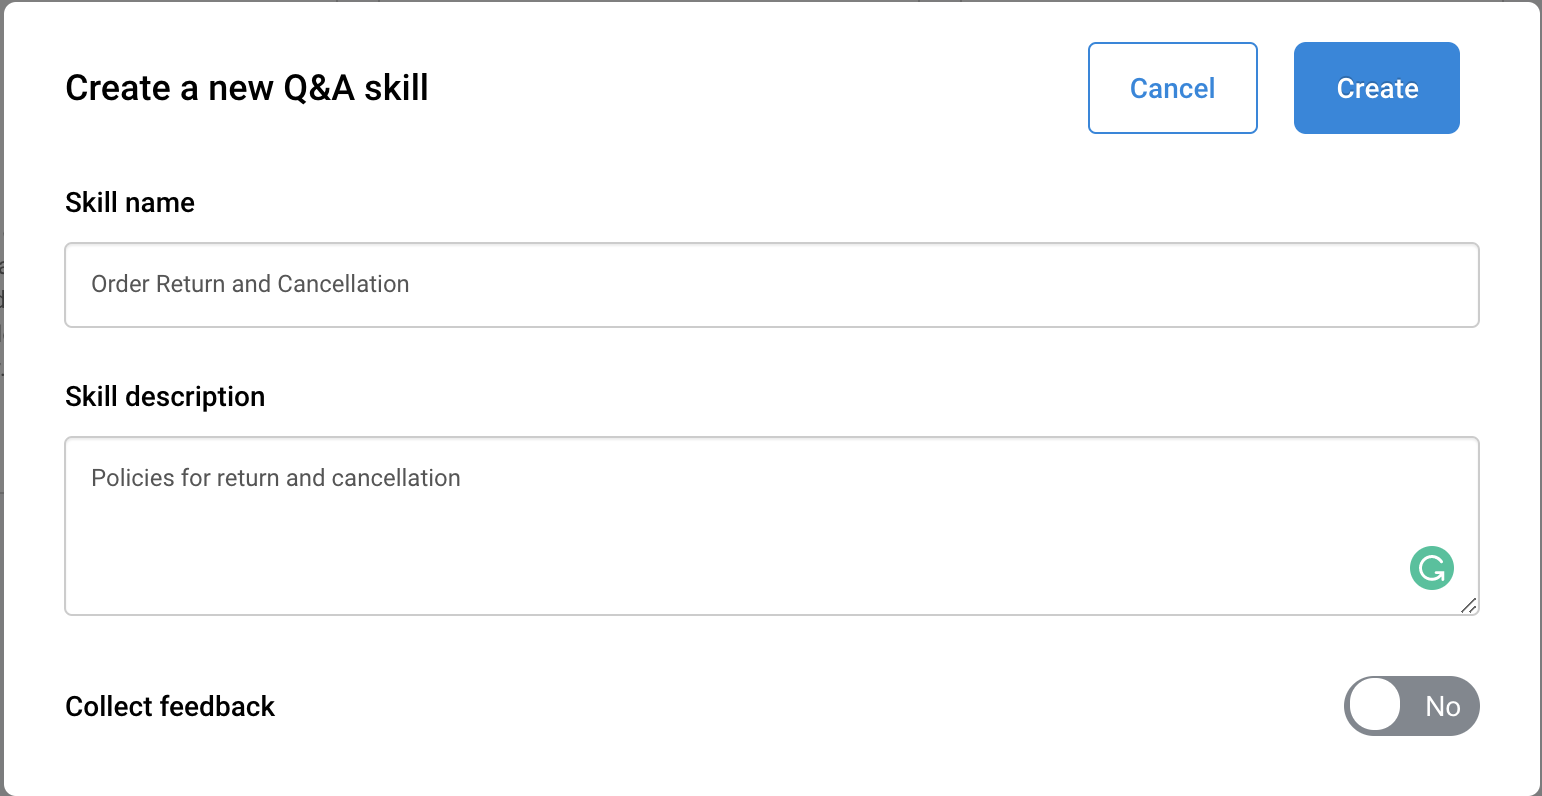 Create a new Q&A skill
Cancel
Create
Skill name
Order Return and Cancellation
Skill description
Policies for return and cancellation
Collect feedback
No